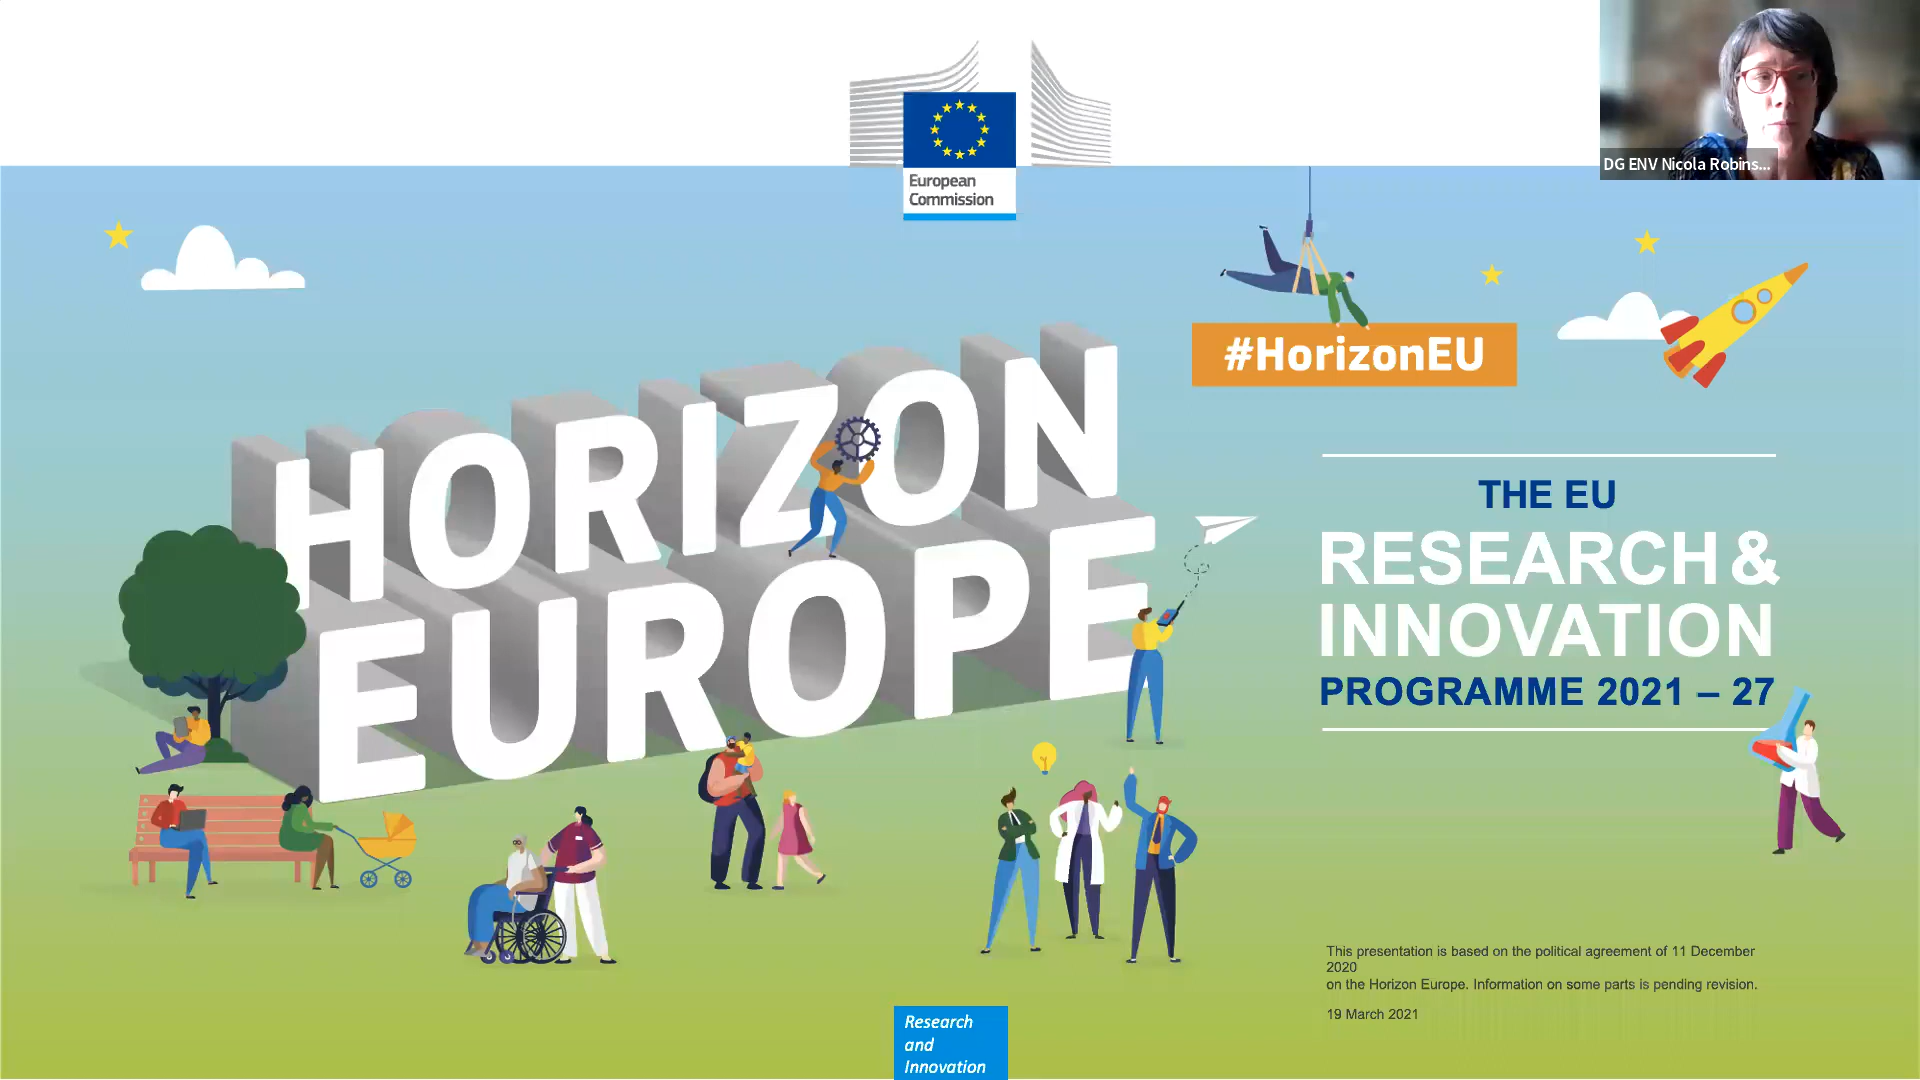 European
Commission
DG ENV Nicola Robins...
#HorizonEU
HORIZON
EUROPE
THE EU
RESEARCH &
INNOVATION
PROGRAMME 2021 – 27
This presentation is based on the political agreement of 11 December
2020
on the Horizon Europe. Information on some parts is pending revision.
19 March 2021
Research
and
Innovation